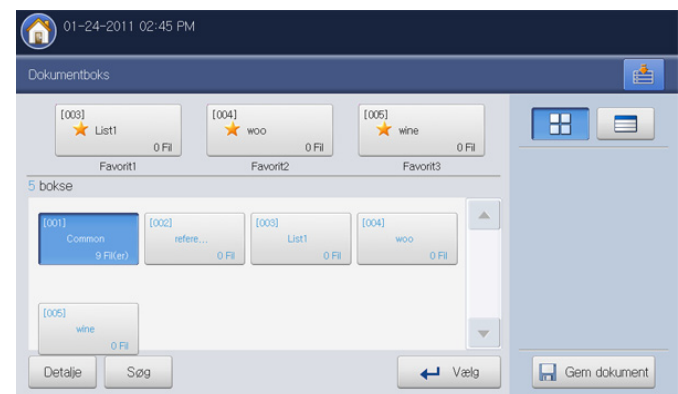 01-24-2011 02:45 PM
Dokumentboks
[003] [004] [005]
List1 woo wine
0 Fil 0 Fil 0 Fil
Favorit1 Favorit2 Favorit3
5 bokse
[001] [002] [003] [004]
Common refere... List1 woo
9 Fil(er) 0 Fil 0 Fil 0 Fil
[005]
wine
0 Fil
Detalje Søg Vælg Gem dokument